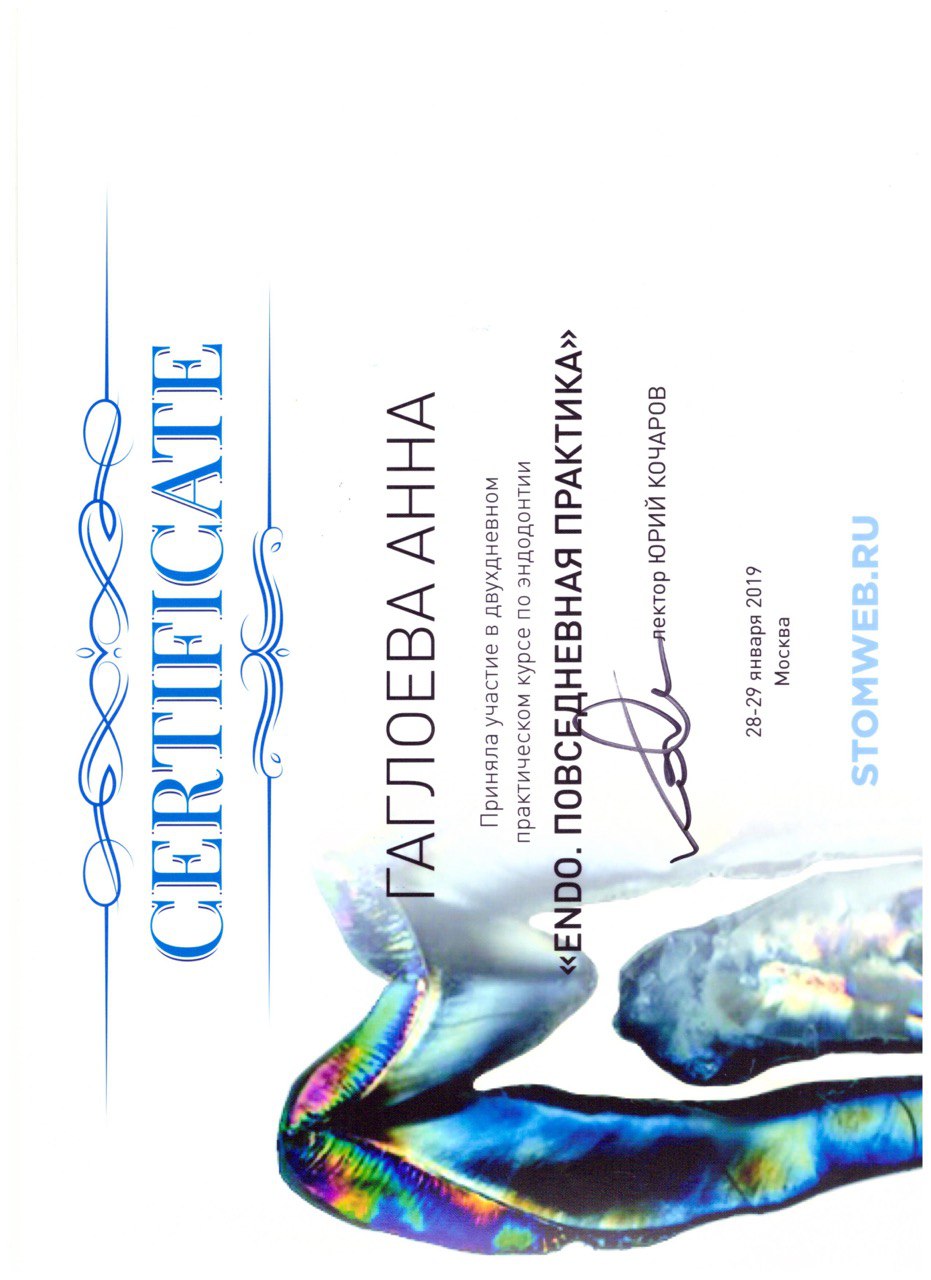 CERTIFICATE
ГАГЛОЕВА АННА
Приняла участие в двухдневном
практическом курсе по эндодонтии
«ENDO. ПОВСЕДНЕВНАЯ ПРАКТИКА»
лектор ЮРИЙ КОЧАРОВ
28-29 января 2019
Москва
STOMWEB.RU